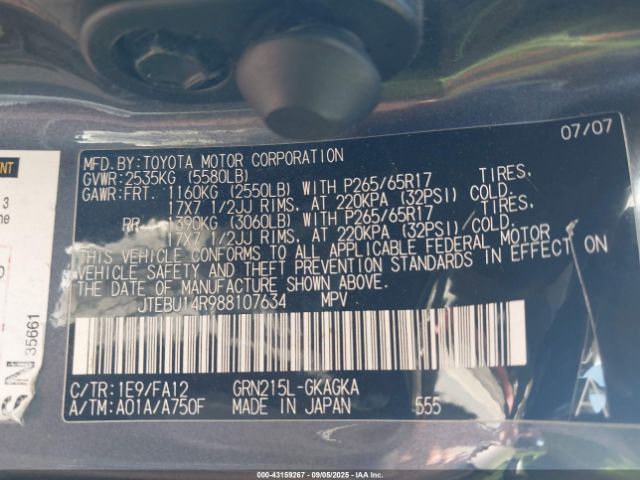 07/07
MFD.BY:TOYOTA MOTOR CORPORATION
GVWR:2535KG (5580LB)
GAWR:FRT. 1160KG (2550LB) WITH P265/65R17 TIRES,
17X7 1/2JJ RIMS, AT 220KPA (32PSI) COLD.
RR. 1390KG (3060LB) WITH P265/65R17 TIRES,
17X7 1/2JJ RIMS, AT 220KPA (32PSI)/COLD.
THIS VEHICLE CONFORMS TO ALL APPLICABLE FEDERAL MOTOR
VEHICLE SAFETY AND THEFT PREVENTION STANDARDS IN EFFECT ON
THE DATE OF MANUFACTURE SHOWN ABOVE.
JTEBU14R988107634 MPV
C/TR:1E9/FA12 GRN215L-GKAGKA
A/TM:A01A/A750F MADE IN JAPAN 555
3
35661
000-43159267 - 09/05/2025 - IAA Inc.